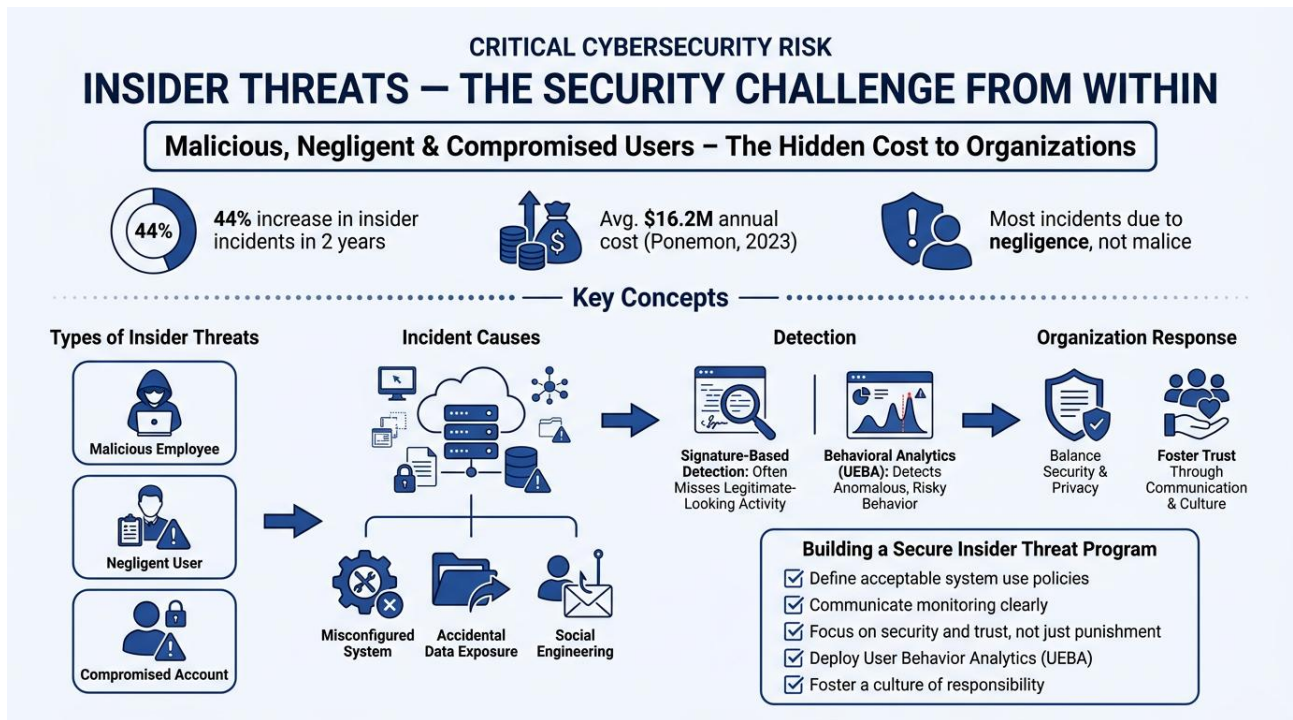 CRITICAL CYBERSECURITY RISK
INSIDER THREATS — THE SECURITY CHALLENGE FROM WITHIN
Malicious, Negligent & Compromised Users – The Hidden Cost to Organizations
44%
44% increase in insider
incidents in 2 years
$
Avg. $16.2M annual
cost (Ponemon, 2023)
Most incidents due to
negligence, not malice
Key Concepts
Types of Insider Threats
Malicious Employee
Negligent User
Compromised Account
Incident Causes
Misconfigured
System
Accidental
Data Exposure
Social
Engineering
Detection
Signature-Based
Detection: Often
Misses Legitimate-
Looking Activity
Behavioral Analytics
(UEBA): Detects
Anomalous, Risky
Behavior
Organization Response
Balance
Security &
Privacy
Foster Trust
Through
Communication
& Culture
Building a Secure Insider Threat Program
Define acceptable system use policies
Communicate monitoring clearly
Focus on security and trust, not just punishment
Deploy User Behavior Analytics (UEBA)
Foster a culture of responsibility